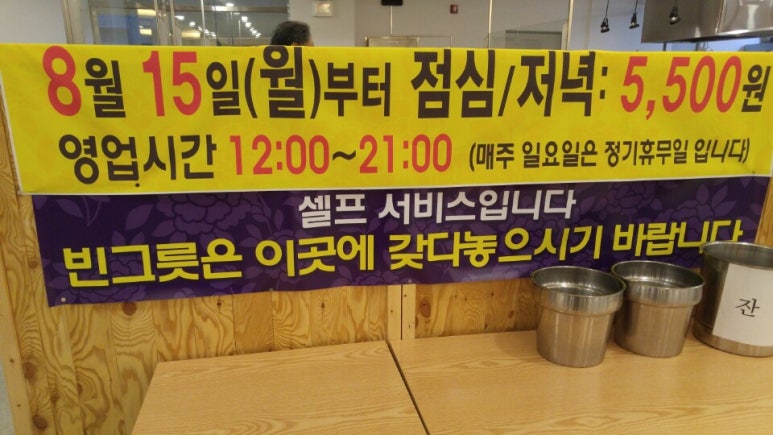 8월 15일(월)부터 점심/저녁: 5,500원
영업시간 12:00~21:00 (매주 일요일은 정기휴무일 입니다)
셀프 서비스입니다
빈그릇은 이곳에 갖다놓으시기 바랍니다
잔